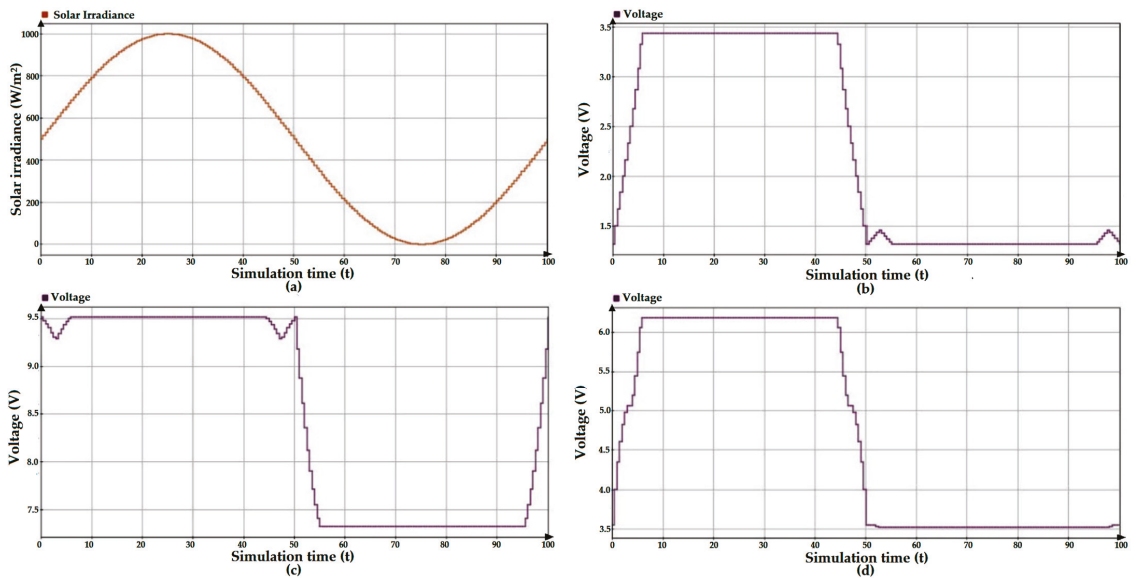 Solar Irradiance
1000
800
600
400
200
0
Solar irradiance (W/m²)
0 10 20 30 40 50 60 70 80 90 100
Simulation time (t)
(a)
Voltage
3.5
3.0
2.5
2.0
1.5
Voltage (V)
0 10 20 30 40 50 60 70 80 90 100
Simulation time (t)
(b)
Voltage
9.5
9.0
8.5
8.0
7.5
Voltage (V)
0 10 20 30 40 50 60 70 80 90 100
Simulation time (t)
(c)
Voltage
6.0
5.5
5.0
4.5
4.0
3.5
Voltage (V)
0 10 20 30 40 50 60 70 80 90 100
Simulation time (t)
(d)